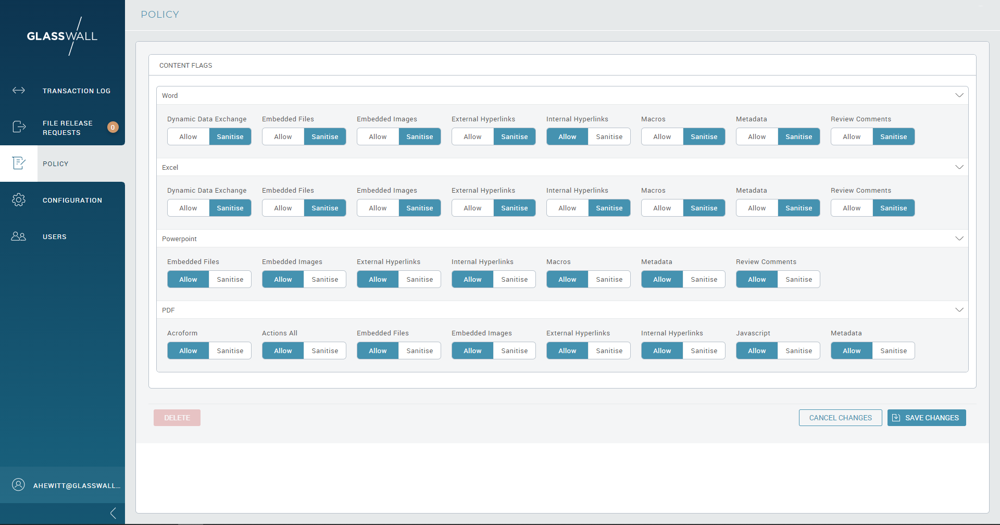 GLASSWALL
TRANSACTION LOG
FILE RELEASE
REQUESTS
0
POLICY
CONFIGURATION
USERS
AHEWITT@GLASSWALL...
POLICY
CONTENT FLAGS
Word
Dynamic Data Exchange Embedded Files Embedded Images External Hyperlinks Internal Hyperlinks Macros Metadata Review Comments
Allow Sanitise Allow Sanitise Allow Sanitise Allow Sanitise Allow Sanitise Allow Sanitise Allow Sanitise Allow Sanitise
Excel
Dynamic Data Exchange Embedded Files Embedded Images External Hyperlinks Internal Hyperlinks Macros Metadata Review Comments
Allow Sanitise Allow Sanitise Allow Sanitise Allow Sanitise Allow Sanitise Allow Sanitise Allow Sanitise Allow Sanitise
Powerpoint
Embedded Files Embedded Images External Hyperlinks Internal Hyperlinks Macros Metadata Review Comments
Allow Sanitise Allow Sanitise Allow Sanitise Allow Sanitise Allow Sanitise Allow Sanitise Allow Sanitise
PDF
Acroform Actions All Embedded Files Embedded Images External Hyperlinks Internal Hyperlinks Javascript Metadata
Allow Sanitise Allow Sanitise Allow Sanitise Allow Sanitise Allow Sanitise Allow Sanitise Allow Sanitise Allow Sanitise
DELETE CANCEL CHANGES SAVE CHANGES